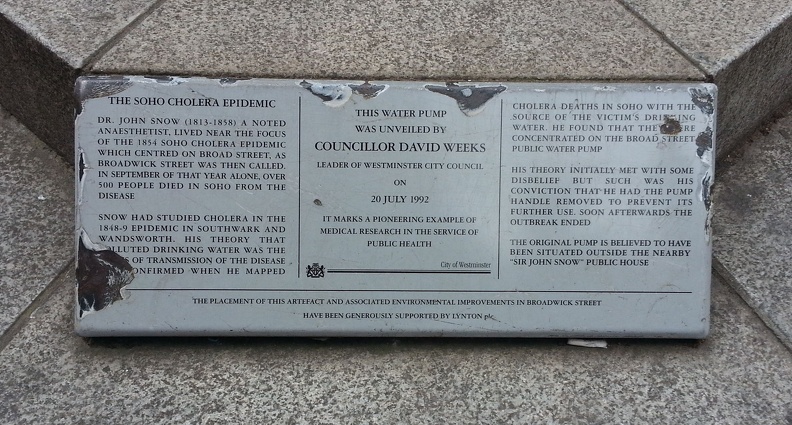 THE SOHO CHOLERA EPIDEMIC
DR. JOHN SNOW (1813-1858) A NOTED
ANAESTHETIST, LIVED NEAR THE FOCUS
OF THE 1854 SOHO CHOLERA EPIDEMIC
WHICH CENTRED ON BROAD STREET, AS
BROADWICK STREET WAS THEN CALLED.
IN SEPTEMBER OF THAT YEAR ALONE, OVER
500 PEOPLE DIED IN SOHO FROM THE
DISEASE
SNOW HAD STUDIED CHOLERA IN THE
1848-9 EPIDEMIC IN SOUTHWARK AND
WANDSWORTH. HIS THEORY THAT
POLLUTED DRINKING WATER WAS THE
OF TRANSMISSION OF THE DISEASE
CONFIRMED WHEN HE MAPPED
THIS WATER PUMP
WAS UNVEILED BY
COUNCILLOR DAVID WEEKS
LEADER OF WESTMINSTER CITY COUNCIL
ON
20 JULY 1992
IT MARKS A PIONEERING EXAMPLE OF
MEDICAL RESEARCH IN THE SERVICE OF
PUBLIC HEALTH
City of Westminster
CHOLERA DEATHS IN SOHO WITH THE
SOURCE OF THE VICTIM'S DRINKING
WATER. HE FOUND THAT THEY WERE
CONCENTRATED ON THE BROAD STREET
PUBLIC WATER PUMP
HIS THEORY INITIALLY MET WITH SOME
DISBELIEF BUT SUCH WAS HIS
CONVICTION THAT HE HAD THE PUMP
HANDLE REMOVED TO PREVENT ITS
FURTHER USE. SOON AFTERWARDS THE
OUTBREAK ENDED
THE ORIGINAL PUMP IS BELIEVED TO HAVE
BEEN SITUATED OUTSIDE THE NEARBY
"SIR JOHN SNOW" PUBLIC HOUSE
THE PLACEMENT OF THIS ARTEFACT AND ASSOCIATED ENVIRONMENTAL IMPROVEMENTS IN BROADWICK STREET
HAVE BEEN GENEROUSLY SUPPORTED BY LYNTON plc